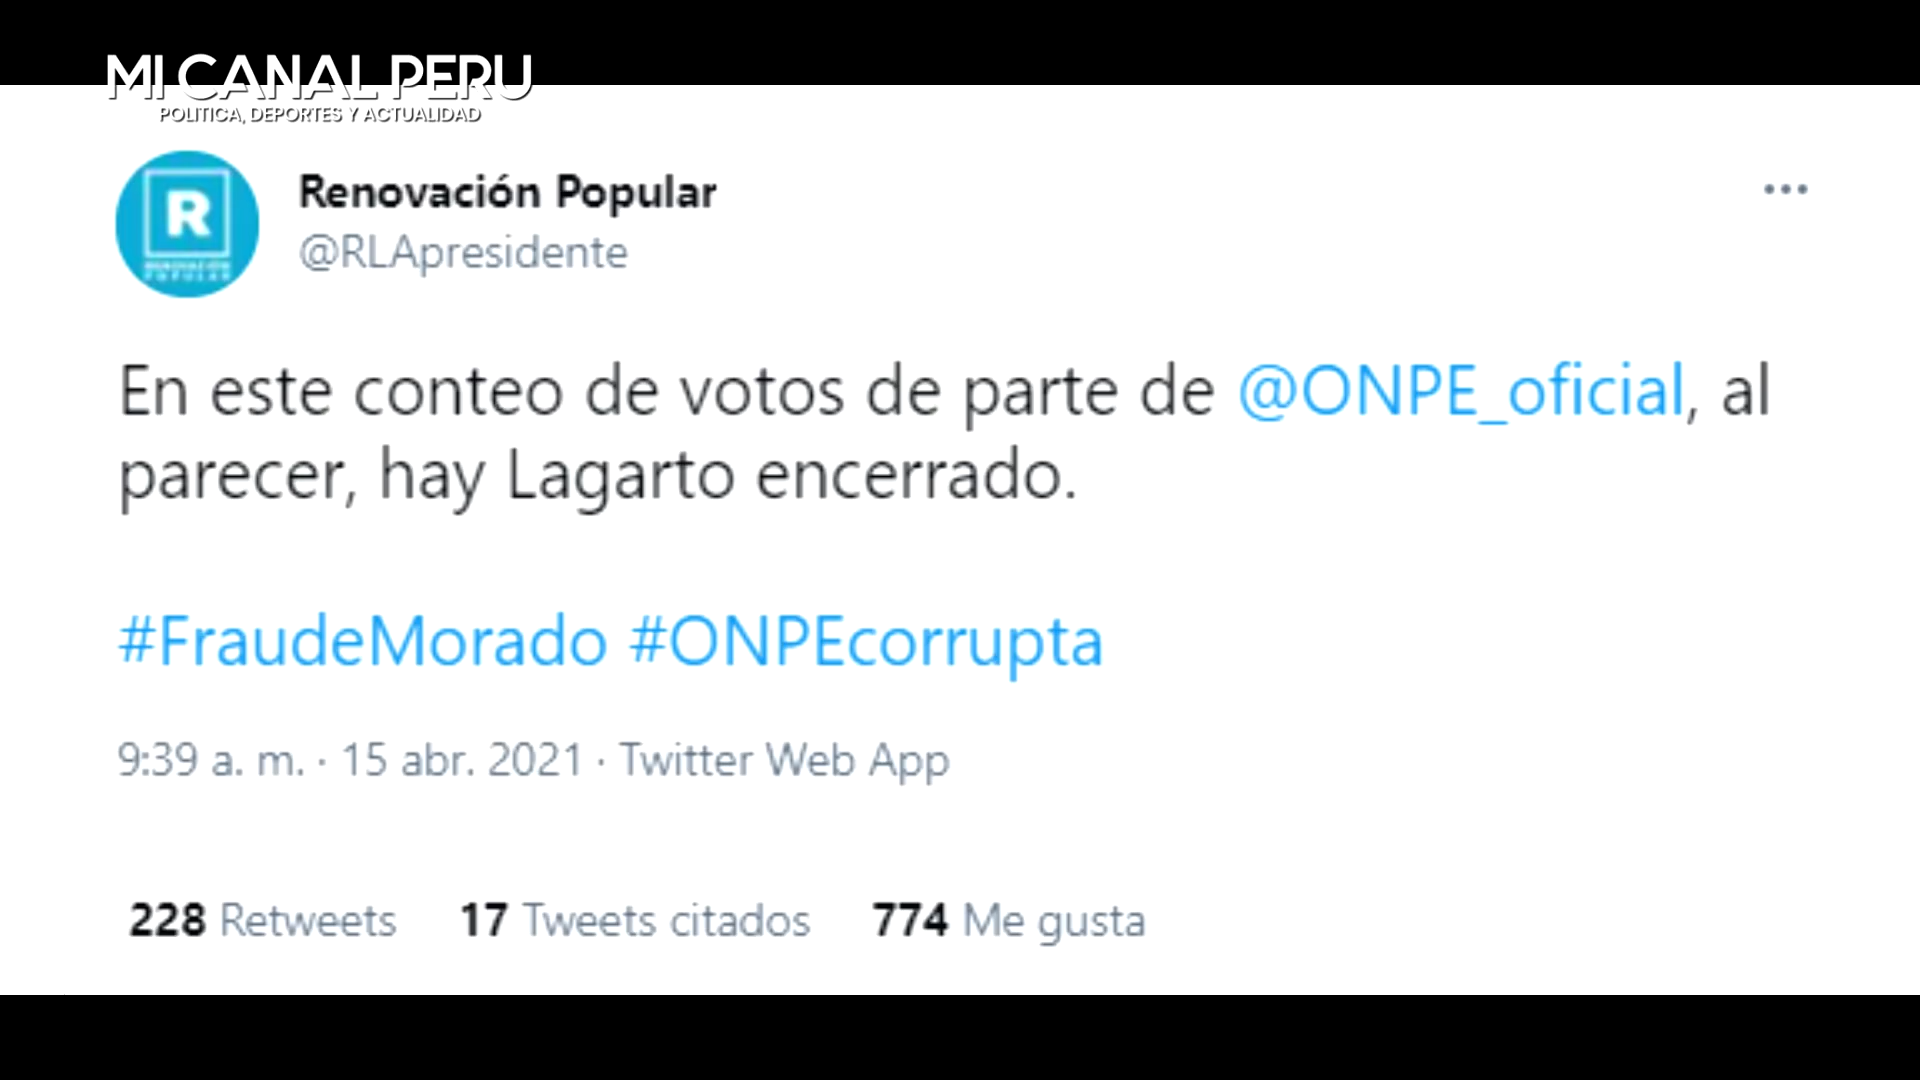 MI CANAL PERU
POLITICA, DEPORTES Y ACTUALIDAD
R
RENOVACIÓN
POPULAR
Renovación Popular
@RLApresidente
En este conteo de votos de parte de @ONPE_oficial, al
parecer, hay Lagarto encerrado.
#FraudeMorado #ONPEcorrupta
9:39 a. m. · 15 abr. 2021 · Twitter Web App
228 Retweets 17 Tweets citados 774 Me gusta